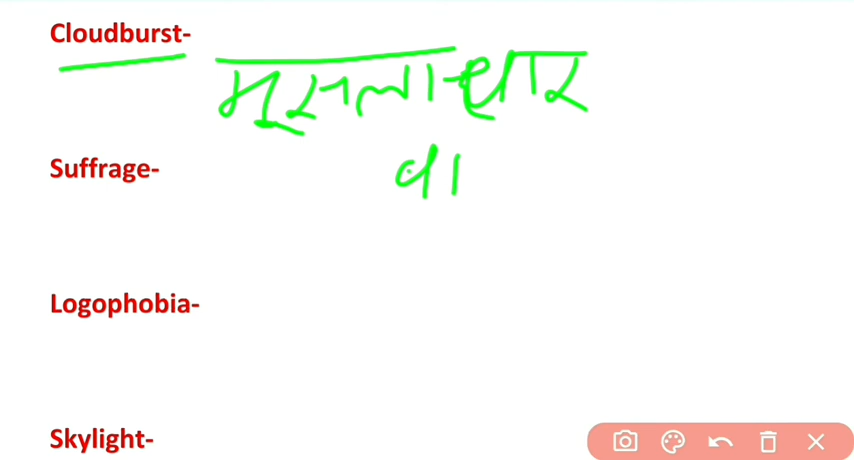 Cloudburst-
मूसलाधार
Suffrage-
Logophobia-
Skylight-